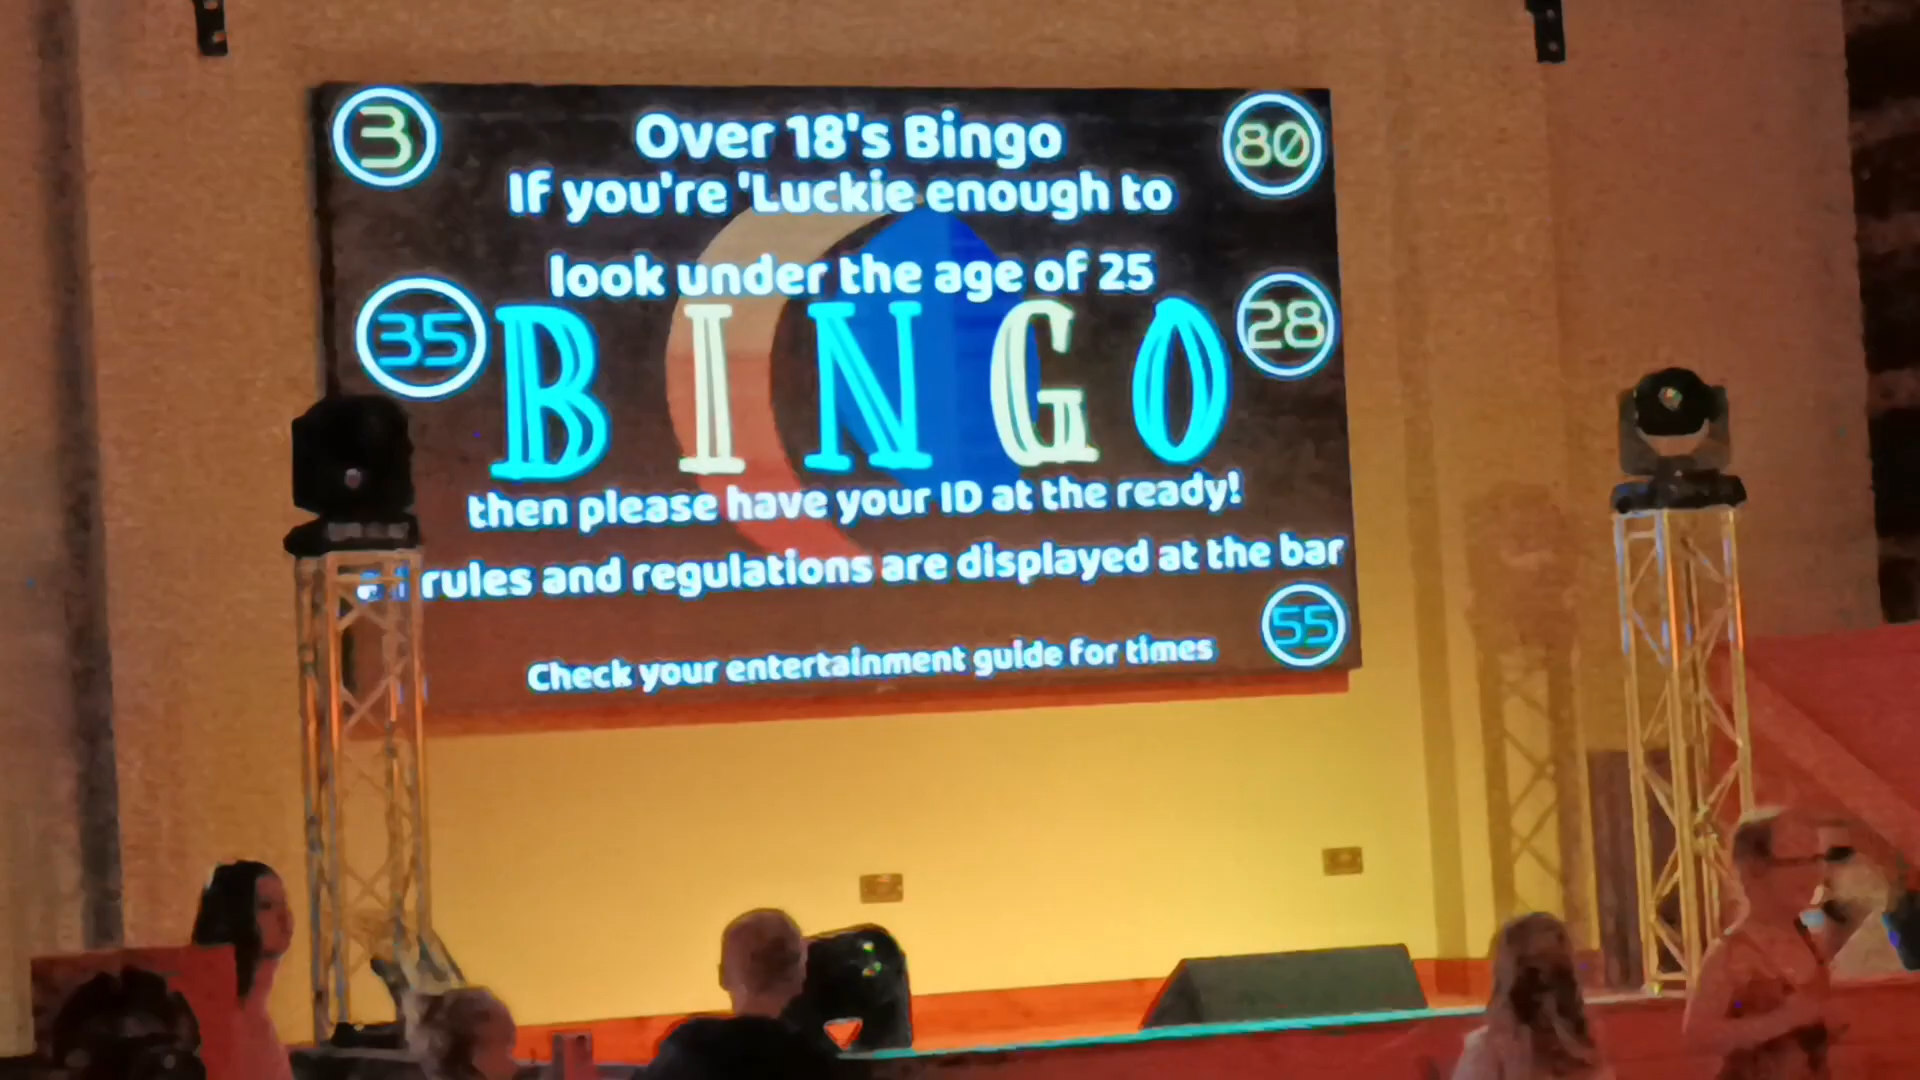 3
80
Over 18's Bingo
If you're 'Luckie enough to
look under the age of 25
35
28
BINGO
then please have your ID at the ready!
rules and regulations are displayed at the bar
55
Check your entertainment guide for times